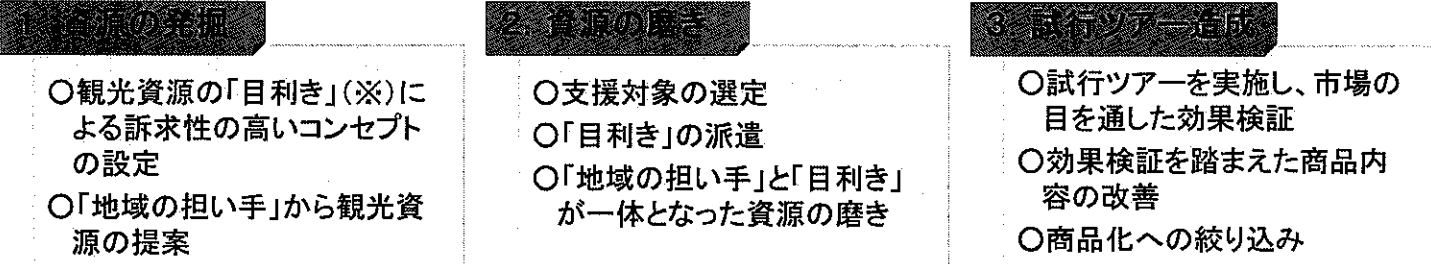 1. 資源の発掘
○観光資源の「目利き」(※)に
よる訴求性の高いコンセプト
の設定
○「地域の担い手」から観光資
源の提案
2. 資源の磨き
○支援対象の選定
○「目利き」の派遣
○「地域の担い手」と「目利き」
が一体となった資源の磨き
3 試行ツアー造成
○試行ツアーを実施し、市場の
目を通した効果検証
○効果検証を踏まえた商品内
容の改善
○商品化への絞り込み